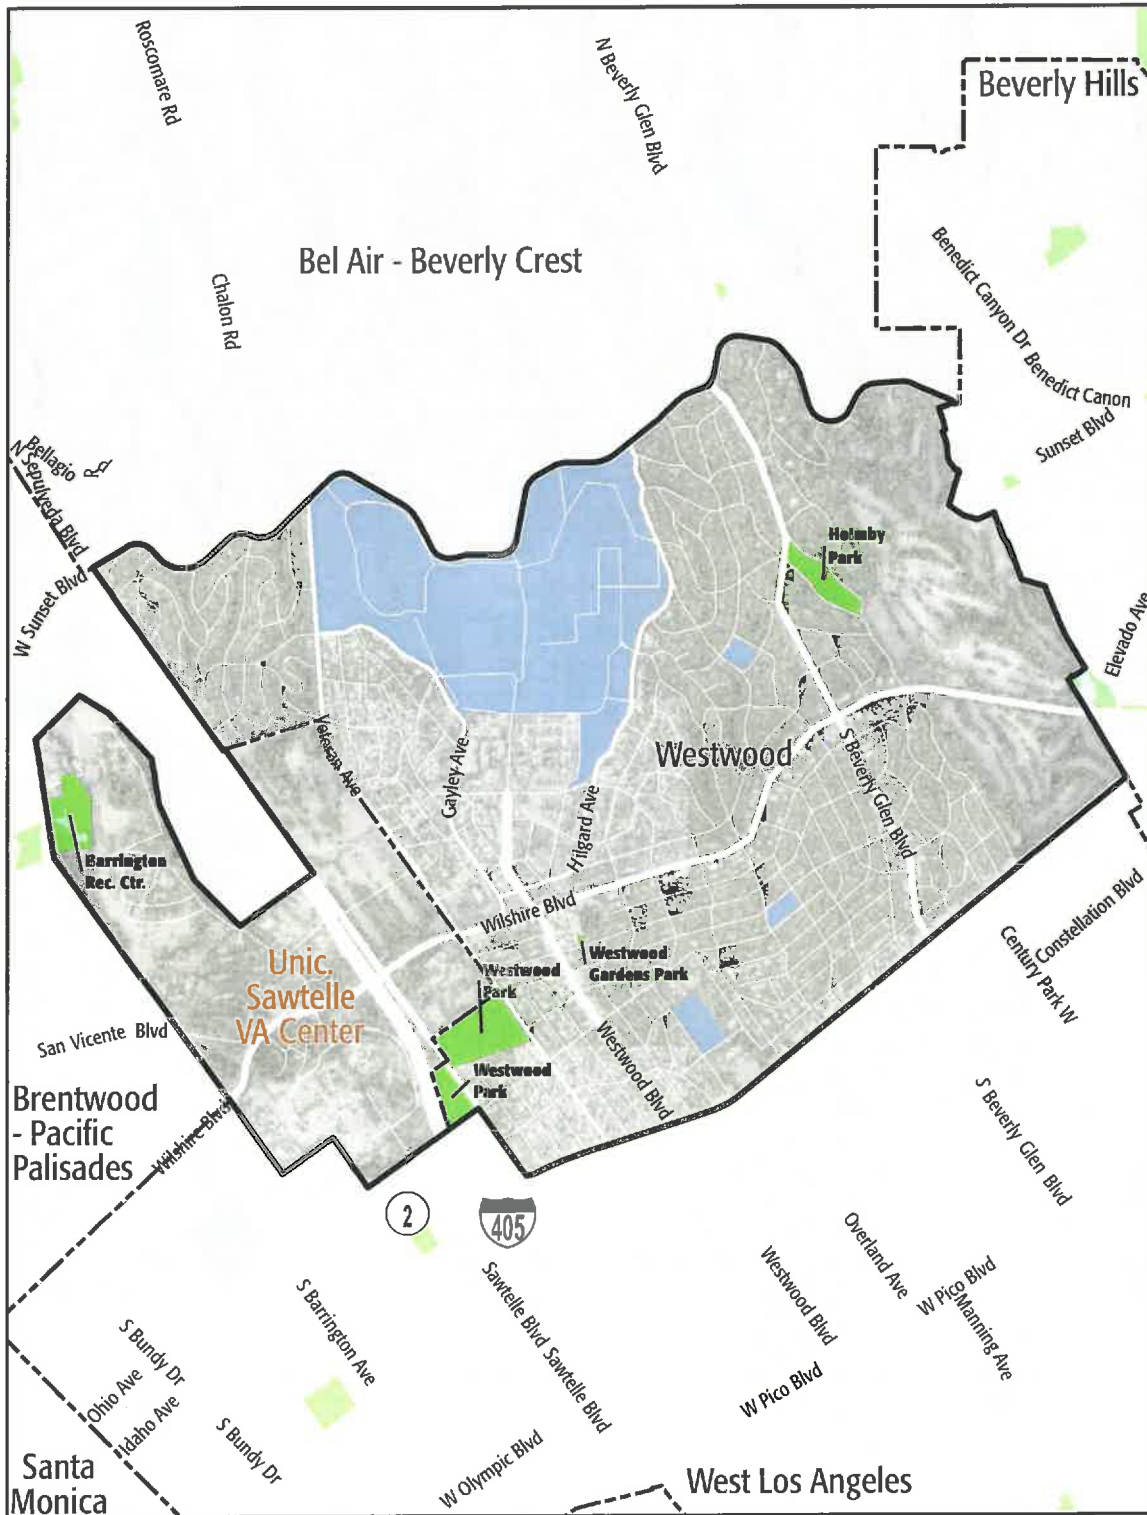 Roscomare Rd
N Beverly Glen Blvd
Beverly Hills
Bel Air - Beverly Crest
Chalon Rd
Benedict Canyon Dr
Benedict Canon
Sunset Blvd
Bellagio
Rd
N Sepulveda Blvd
W Sunset Blvd
Holmby
Park
Elevado Ave
Veteran Ave
Gayley Ave
Hilgard Ave
Westwood
S Beverly Glen Blvd
Barrington
Rec. Ctr.
Wilshire Blvd
Constellation Blvd
Century Park W
Unic.
Sawtelle
VA Center
Westwood
Park
Westwood
Gardens Park
San Vicente Blvd
Westwood
Park
Westwood Blvd
Brentwood
- Pacific
Palisades
Wilshire Blvd
S Beverly Glen Blvd
2
405
Overland Ave
W Pico Blvd
Manning Ave
Westwood Blvd
Sawtelle Blvd
Sawtelle Blvd
S Barrington Ave
S Bundy Dr
Ohio Ave
Idaho Ave
S Bundy Dr
W Pico Blvd
W Olympic Blvd
Santa
Monica
West Los Angeles